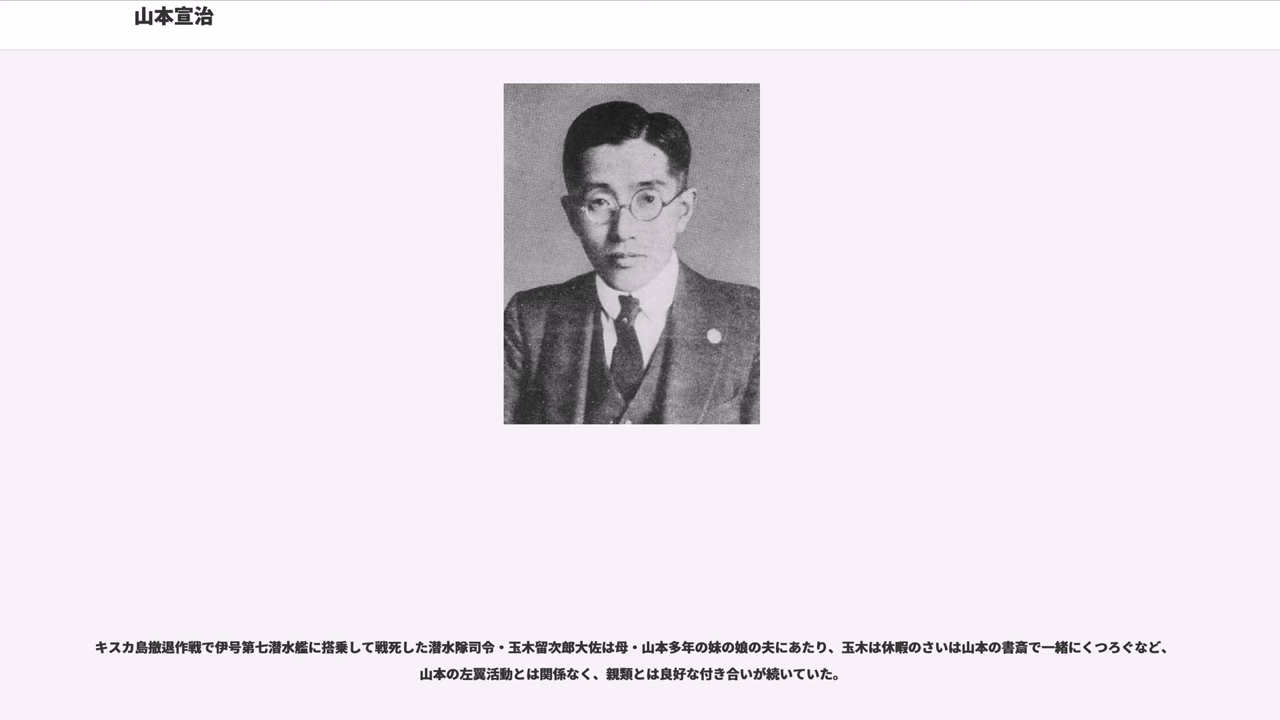 山本宣治
キスカ島撤退作戦で伊号第七潜水艦に搭乗して戦死した潜水隊司令・玉木留次郎大佐は母・山本多年の妹の娘の夫にあたり、玉木は休暇のさいは山本の書斎で一緒にくつろぐなど、
山本の左翼活動とは関係なく、親類とは良好な付き合いが続いていた。